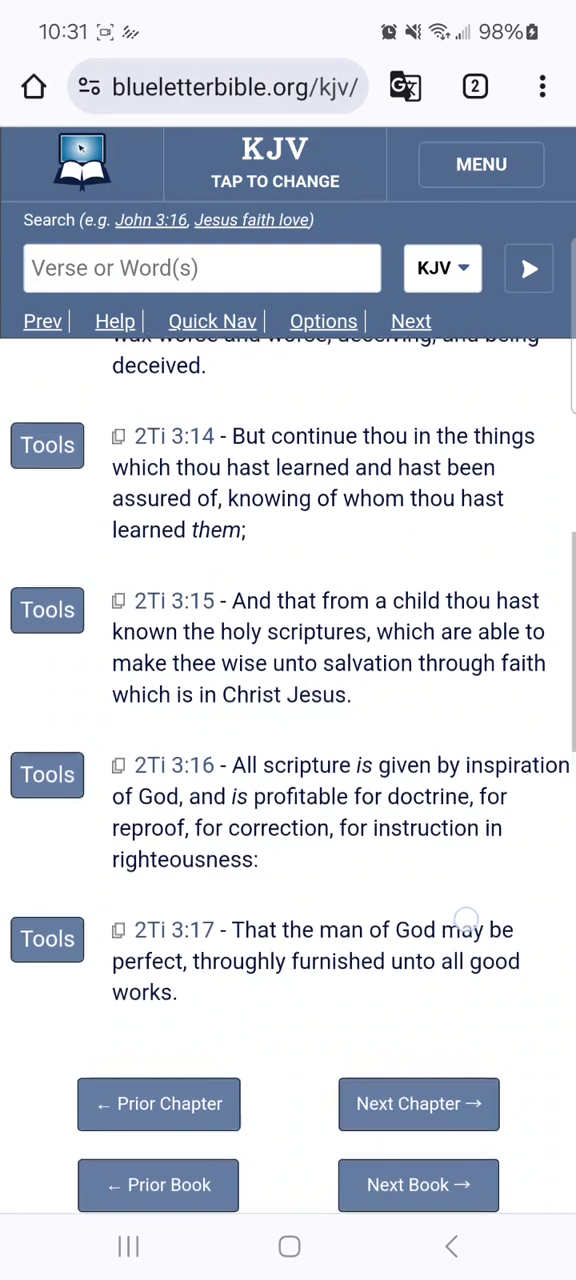 10:31 98%
blueletterbible.org/kjv/ 2
KJV
TAP TO CHANGE
MENU
Search (e.g. John 3:16, Jesus faith love)
Verse or Word(s) KJV
Prev| Help| Quick Nav| Options| Next
wax worse and worse, deceiving, and being
deceived.
Tools 2Ti 3:14 - But continue thou in the things
which thou hast learned and hast been
assured of, knowing of whom thou hast
learned them;
Tools 2Ti 3:15 - And that from a child thou hast
known the holy scriptures, which are able to
make thee wise unto salvation through faith
which is in Christ Jesus.
Tools 2Ti 3:16 - All scripture is given by inspiration
of God, and is profitable for doctrine, for
reproof, for correction, for instruction in
righteousness:
Tools 2Ti 3:17 - That the man of God may be
perfect, throughly furnished unto all good
works.
← Prior Chapter Next Chapter →
← Prior Book Next Book →